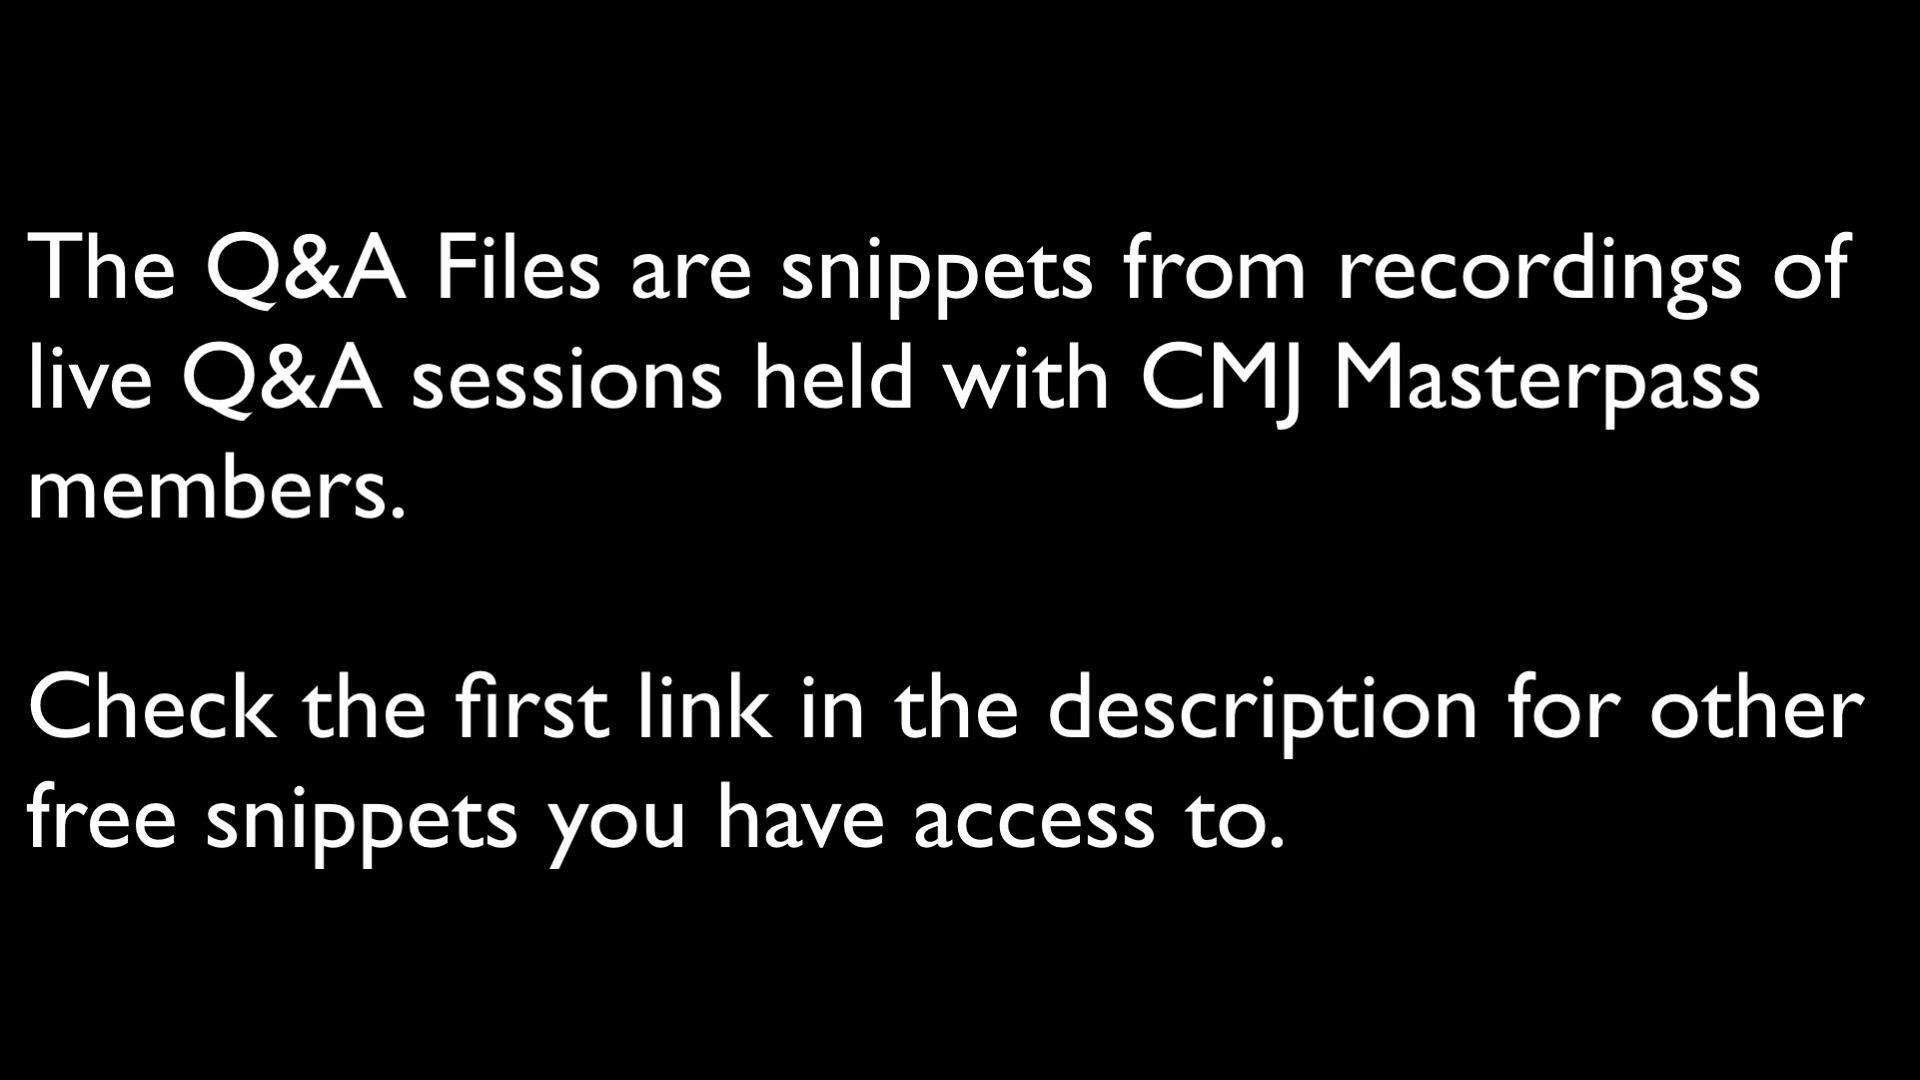 The Q&A Files are snippets from recordings of
live Q&A sessions held with CMJ Masterpass
members.
Check the first link in the description for other
free snippets you have access to.